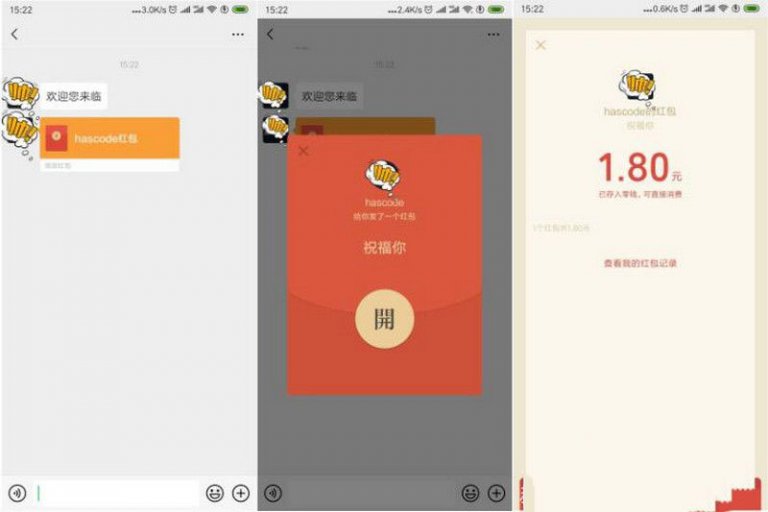 15:22
...3.0K/s
15:22
欢迎您来临
hascode红包
15:22
...2.4K/s
15:22
欢迎您来临
hascode
给你发了一个红包
祝福你
開
15:22
...0.6K/s
hascode的红包
祝福你
1.80元
已存入零钱，可直接消费
1个红包共1.80元
查看我的红包记录